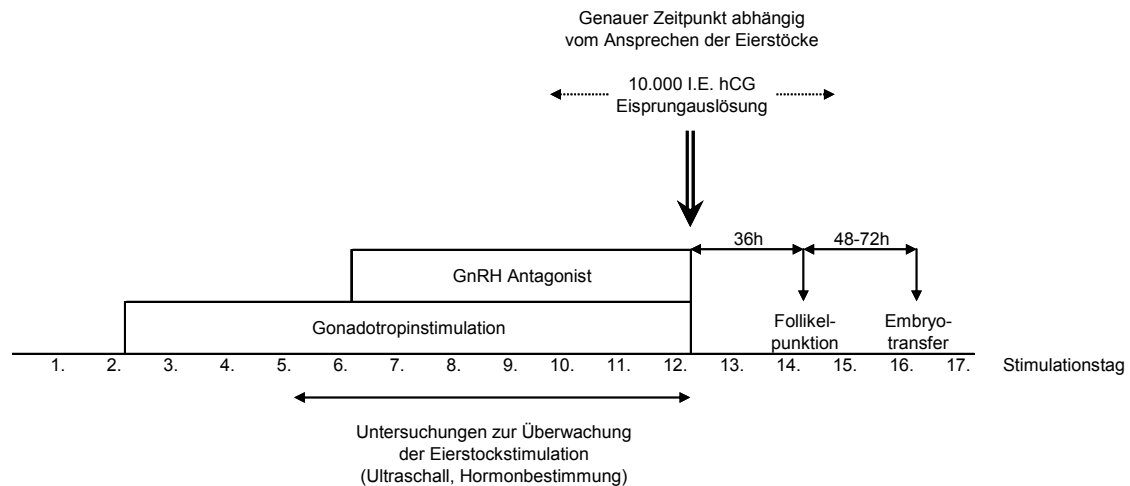 Genauer Zeitpunkt abhängig
vom Ansprechen der Eierstöcke
10.000 I.E. hCG
Eisprungauslösung
36h
48-72h
GnRH Antagonist
Gonadotropinstimulation
Follikel-
punktion
Embryo-
transfer
1. 2. 3. 4. 5. 6. 7. 8. 9. 10. 11. 12. 13. 14. 15. 16. 17. Stimulationstag
Untersuchungen zur Überwachung
der Eierstockstimulation
(Ultraschall, Hormonbestimmung)